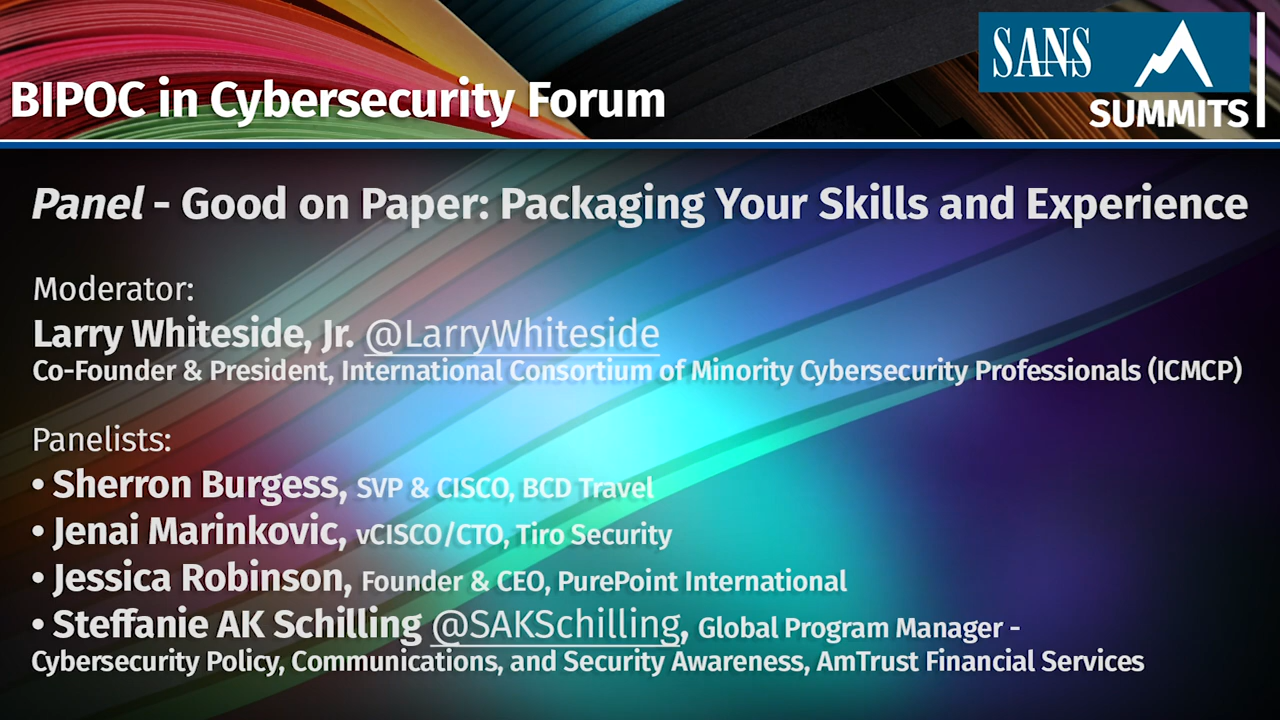 SANS
BIPOC in Cybersecurity Forum
SUMMITS
Panel - Good on Paper: Packaging Your Skills and Experience
Moderator:
Larry Whiteside, Jr. @LarryWhiteside
Co-Founder & President, International Consortium of Minority Cybersecurity Professionals (ICMCP)
Panelists:
• Sherron Burgess, SVP & CISCO, BCD Travel
• Jenai Marinkovic, vCISCO/CTO, Tiro Security
• Jessica Robinson, Founder & CEO, PurePoint International
• Steffanie AK Schilling @SAKSchilling, Global Program Manager -
Cybersecurity Policy, Communications, and Security Awareness, AmTrust Financial Services